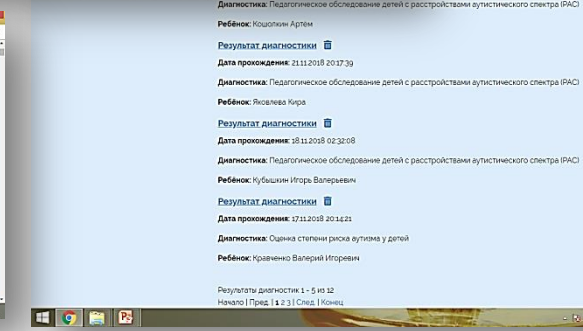 Диагностика: Педагогическое обследование детей с расстройствами аутистического спектра (РАС)
Ребёнок: Кошолкин Артём
Результат диагностики
Дата прохождения: 21.11.2018 20:17:39
Диагностика: Педагогическое обследование детей с расстройствами аутистического спектра (РАС)
Ребёнок: Яковлева Кира
Результат диагностики
Дата прохождения: 18.11.2018 02:32:08
Диагностика: Педагогическое обследование детей с расстройствами аутистического спектра (РАС)
Ребёнок: Кубышкин Игорь Валерьевич
Результат диагностики
Дата прохождения: 17.11.2018 20:14:21
Диагностика: Оценка степени риска аутизма у детей
Ребёнок: Кравченко Валерий Игоревич
Результаты диагностик 1 - 5 из 12
Начало | Пред. | 1 2 3 | След. | Конец